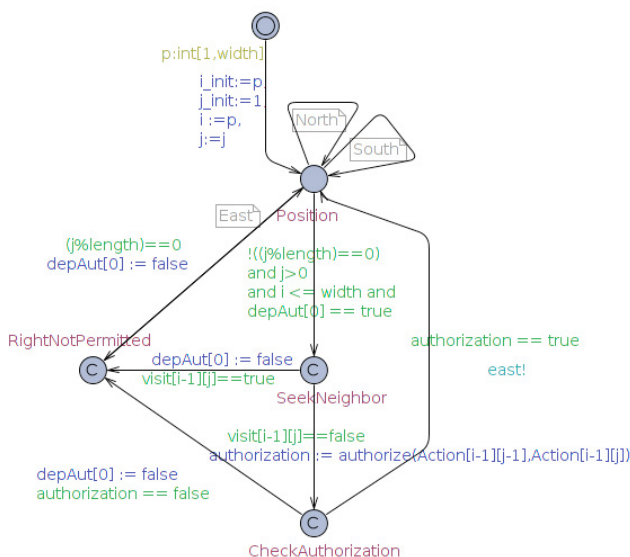 p:int[1,width]
i_init:=p,
j_init:=1,
i :=p,
j:=j
North
South
East
Position
(j%length)==0
depAut[0] := false
!((j%length)==0)
and j>0
and i <= width and
depAut[0] == true
RightNotPermitted
C
depAut[0] := false
visit[i-1][j]==true
C
SeekNeighbor
authorization == true
east!
visit[i-1][j]==false
authorization := authorize(Action[i-1][j-1],Action[i-1][j])
depAut[0] := false
authorization == false
C
CheckAuthorization